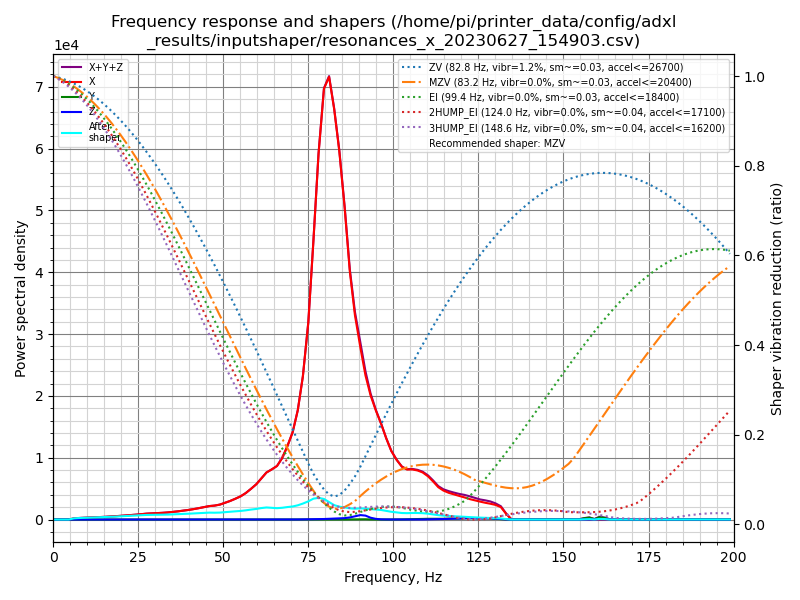 Frequency response and shapers (/home/pi/printer_data/config/adxl
_results/inputshaper/resonances_x_20230627_154903.csv)
1e4
X+Y+Z
X
Y
Z
After
shaper
ZV (82.8 Hz, vibr=1.2%, sm~=0.03, accel<=26700)
MZV (83.2 Hz, vibr=0.0%, sm~=0.03, accel<=20400)
EI (99.4 Hz, vibr=0.0%, sm~=0.03, accel<=18400)
2HUMP_EI (124.0 Hz, vibr=0.0%, sm~=0.04, accel<=17100)
3HUMP_EI (148.6 Hz, vibr=0.0%, sm~=0.04, accel<=16200)
Recommended shaper: MZV
Power spectral density
7
6
5
4
3
2
1
0
1.0
0.8
0.6
0.4
0.2
0.0
Shaper vibration reduction (ratio)
0 25 50 75 100 125 150 175 200
Frequency, Hz